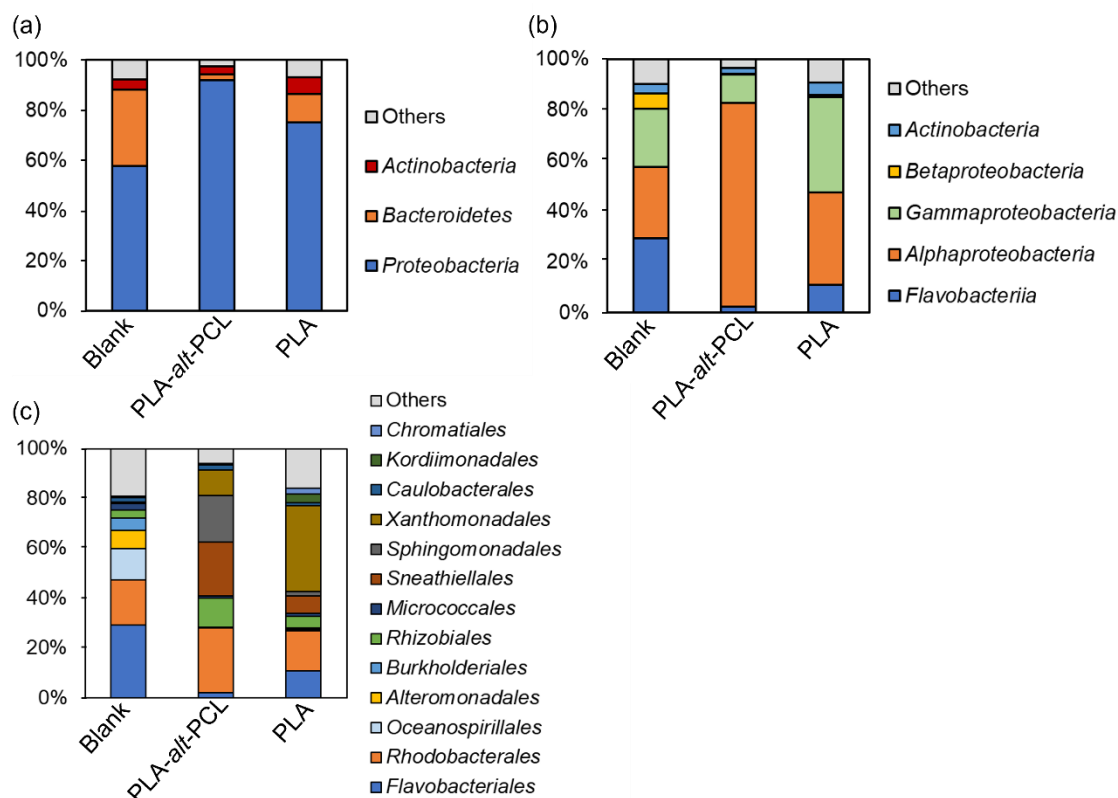 (a)
100%
80%
60%
40%
20%
0%
Blank
PLA-alt-PCL
PLA
Others
Actinobacteria
Bacteroidetes
Proteobacteria
(b)
100%
80%
60%
40%
20%
0%
Blank
PLA-alt-PCL
PLA
Others
Actinobacteria
Betaproteobacteria
Gammaproteobacteria
Alphaproteobacteria
Flavobacteriia
(c)
100%
80%
60%
40%
20%
0%
Blank
PLA-alt-PCL
PLA
Others
Chromatiales
Kordiimonadales
Caulobacterales
Xanthomonadales
Sphingomonadales
Sneathiellales
Micrococcales
Rhizobiales
Burkholderiales
Alteromonadales
Oceanospirillales
Rhodobacterales
Flavobacteriales